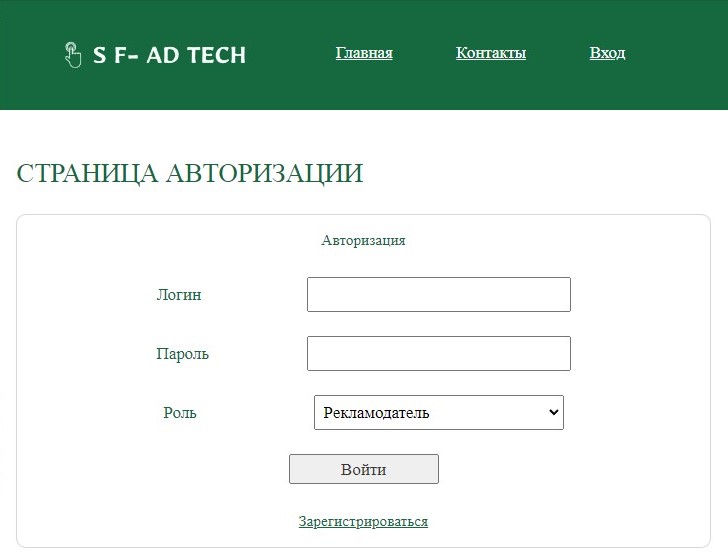 S F- AD TECH Главная Контакты Вход
СТРАНИЦА АВТОРИЗАЦИИ
Авторизация
Логин
Пароль
Роль Рекламодатель
Войти
Зарегистрироваться